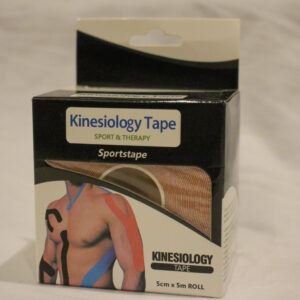 Kinesiology Tape
SPORT & THERAPY
Sportstape
KINESIOLOGY
TAPE
5cm x 5m ROLL